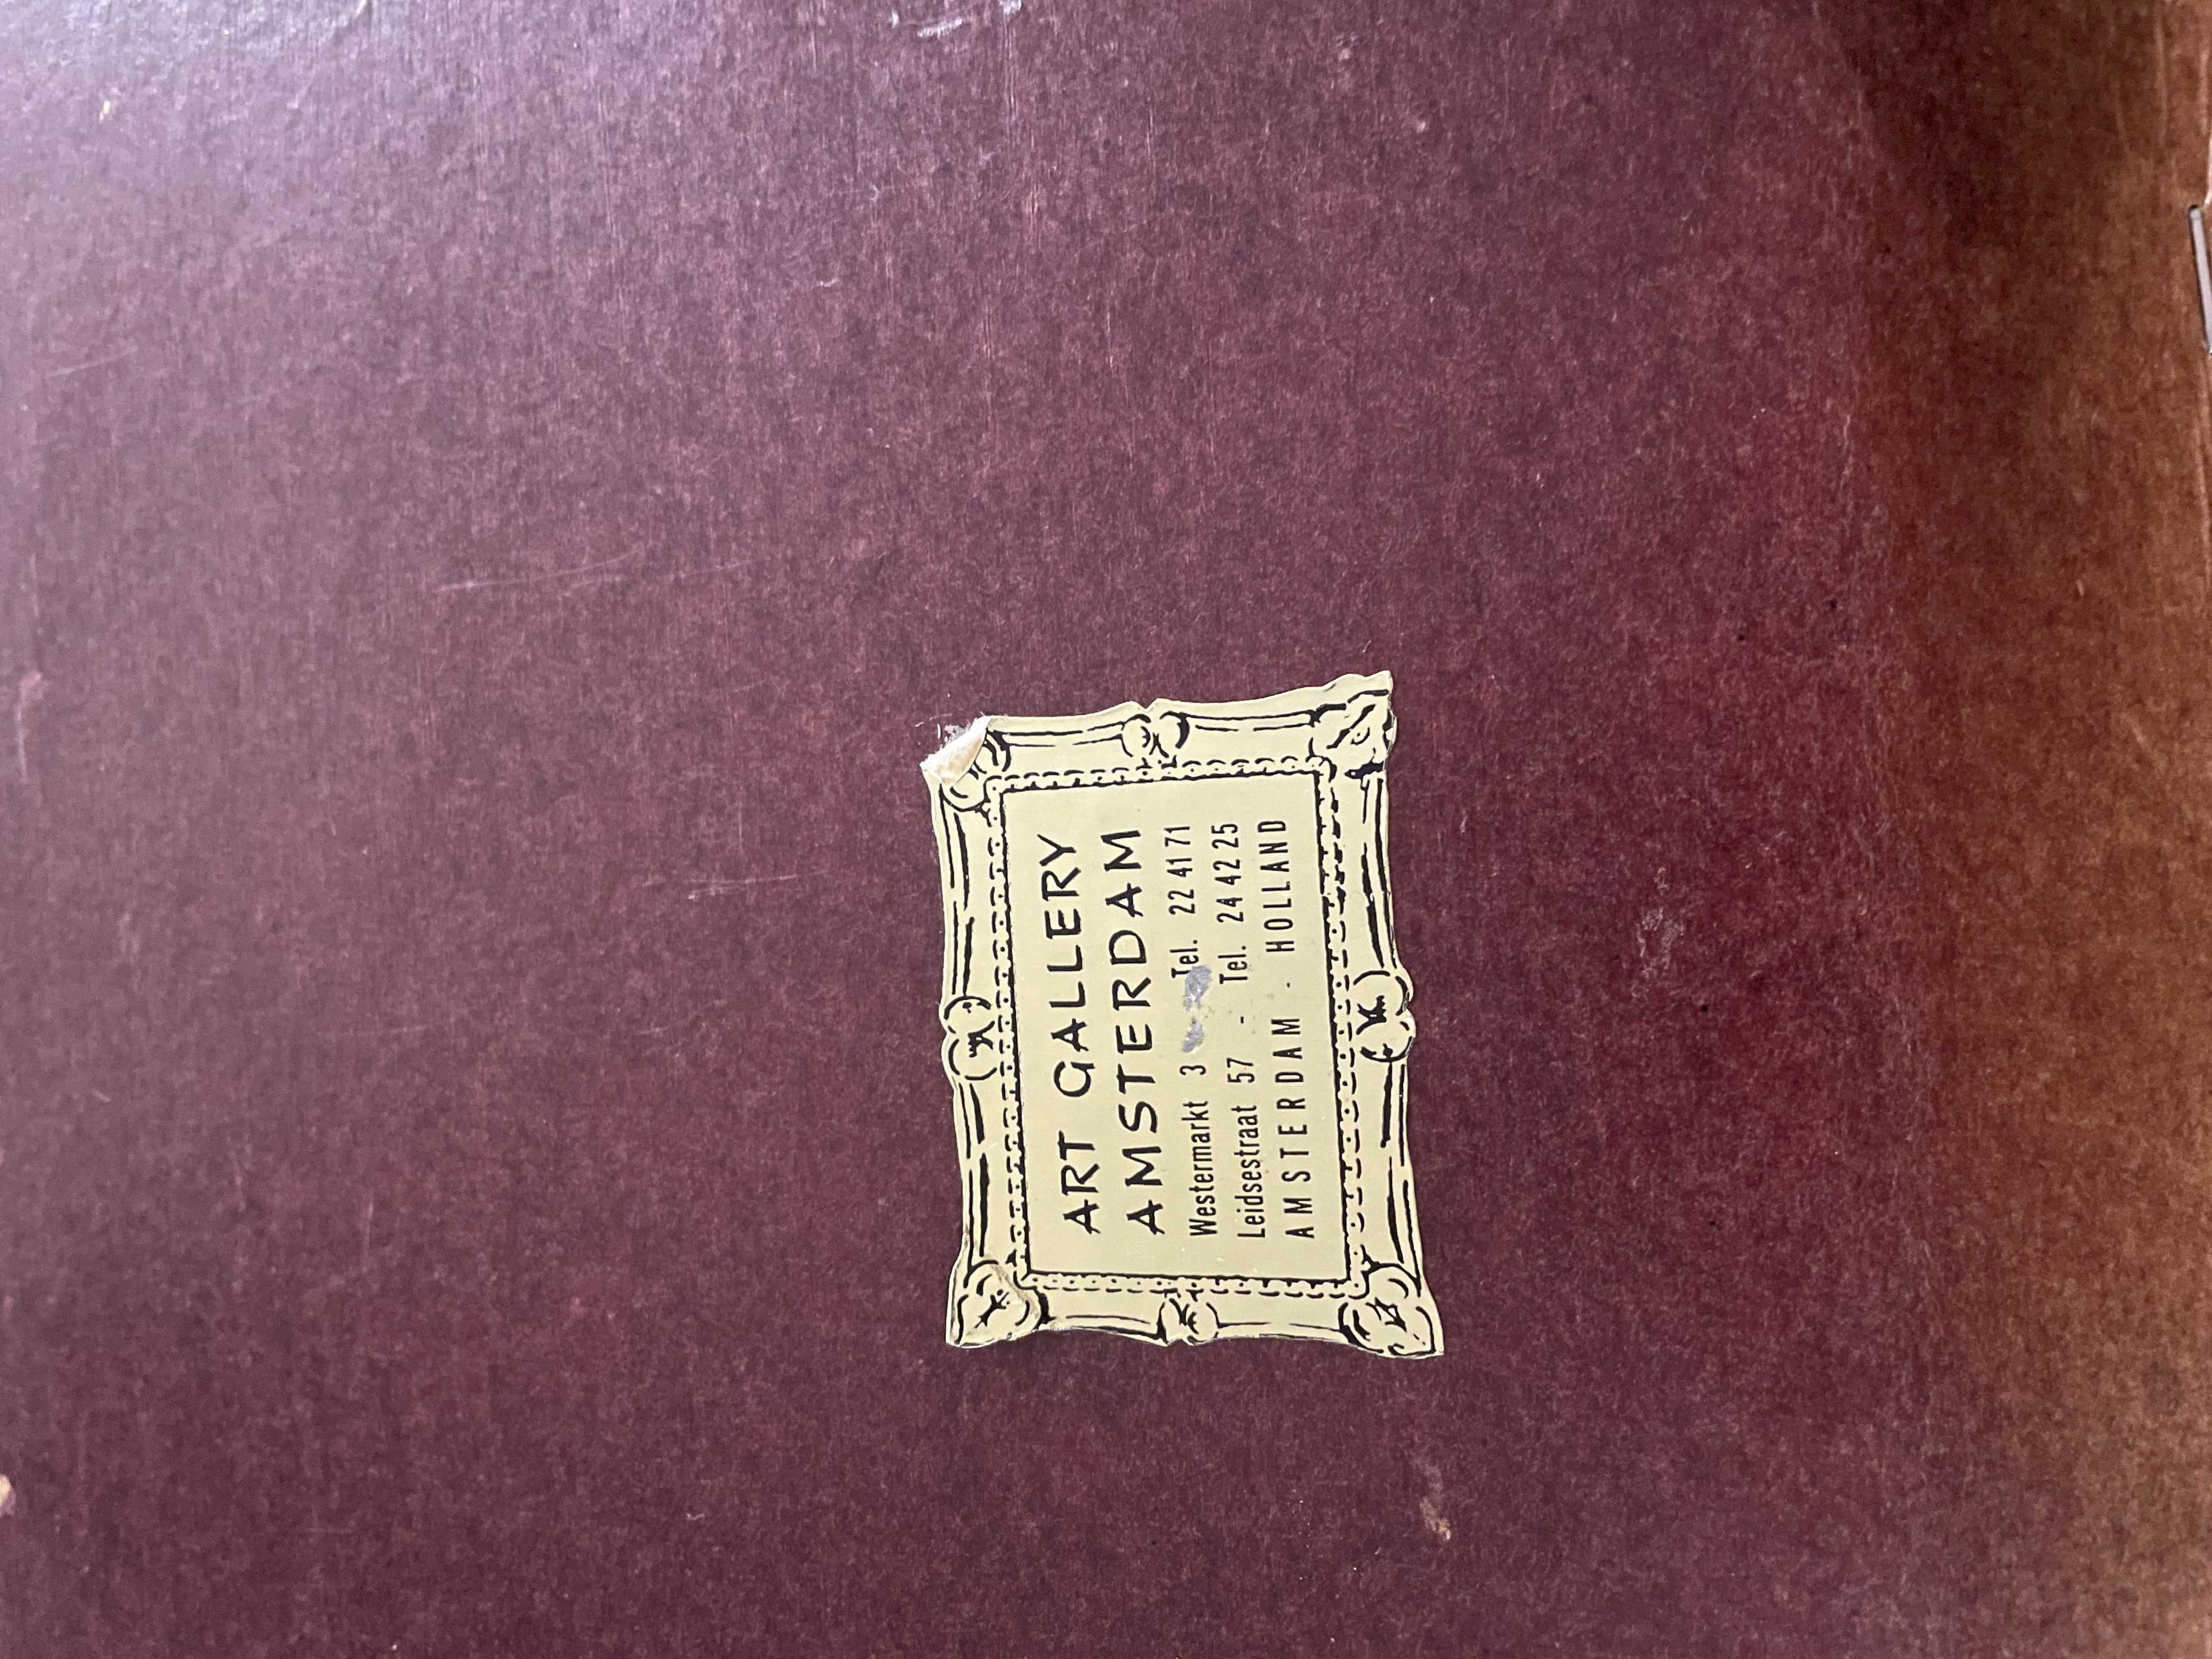 ART GALLERY
AMSTERDAM
Westermarkt 3 - Tel. 22 41 71
Leidsestraat 57 - Tel. 24 42 25
AMSTERDAM - HOLLAND